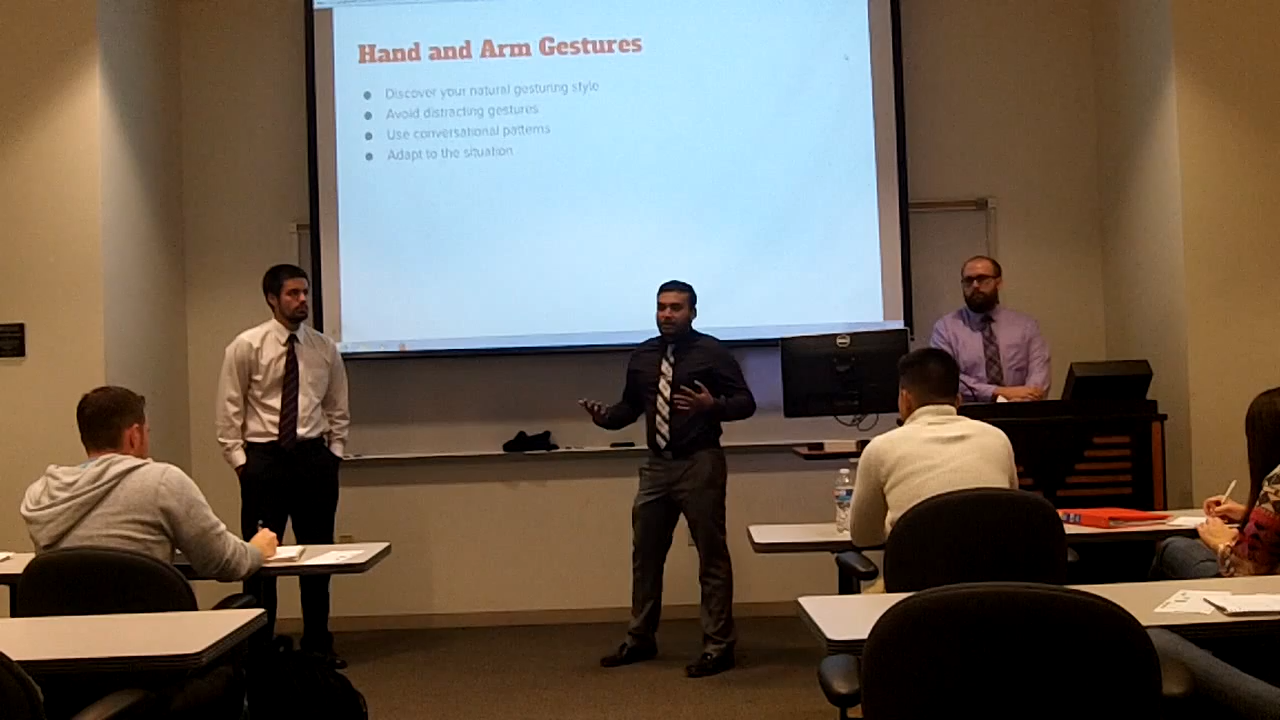 Hand and Arm Gestures
Discover your natural gesturing style
Avoid distracting gestures
Use conversational patterns
Adapt to the situation
DELL